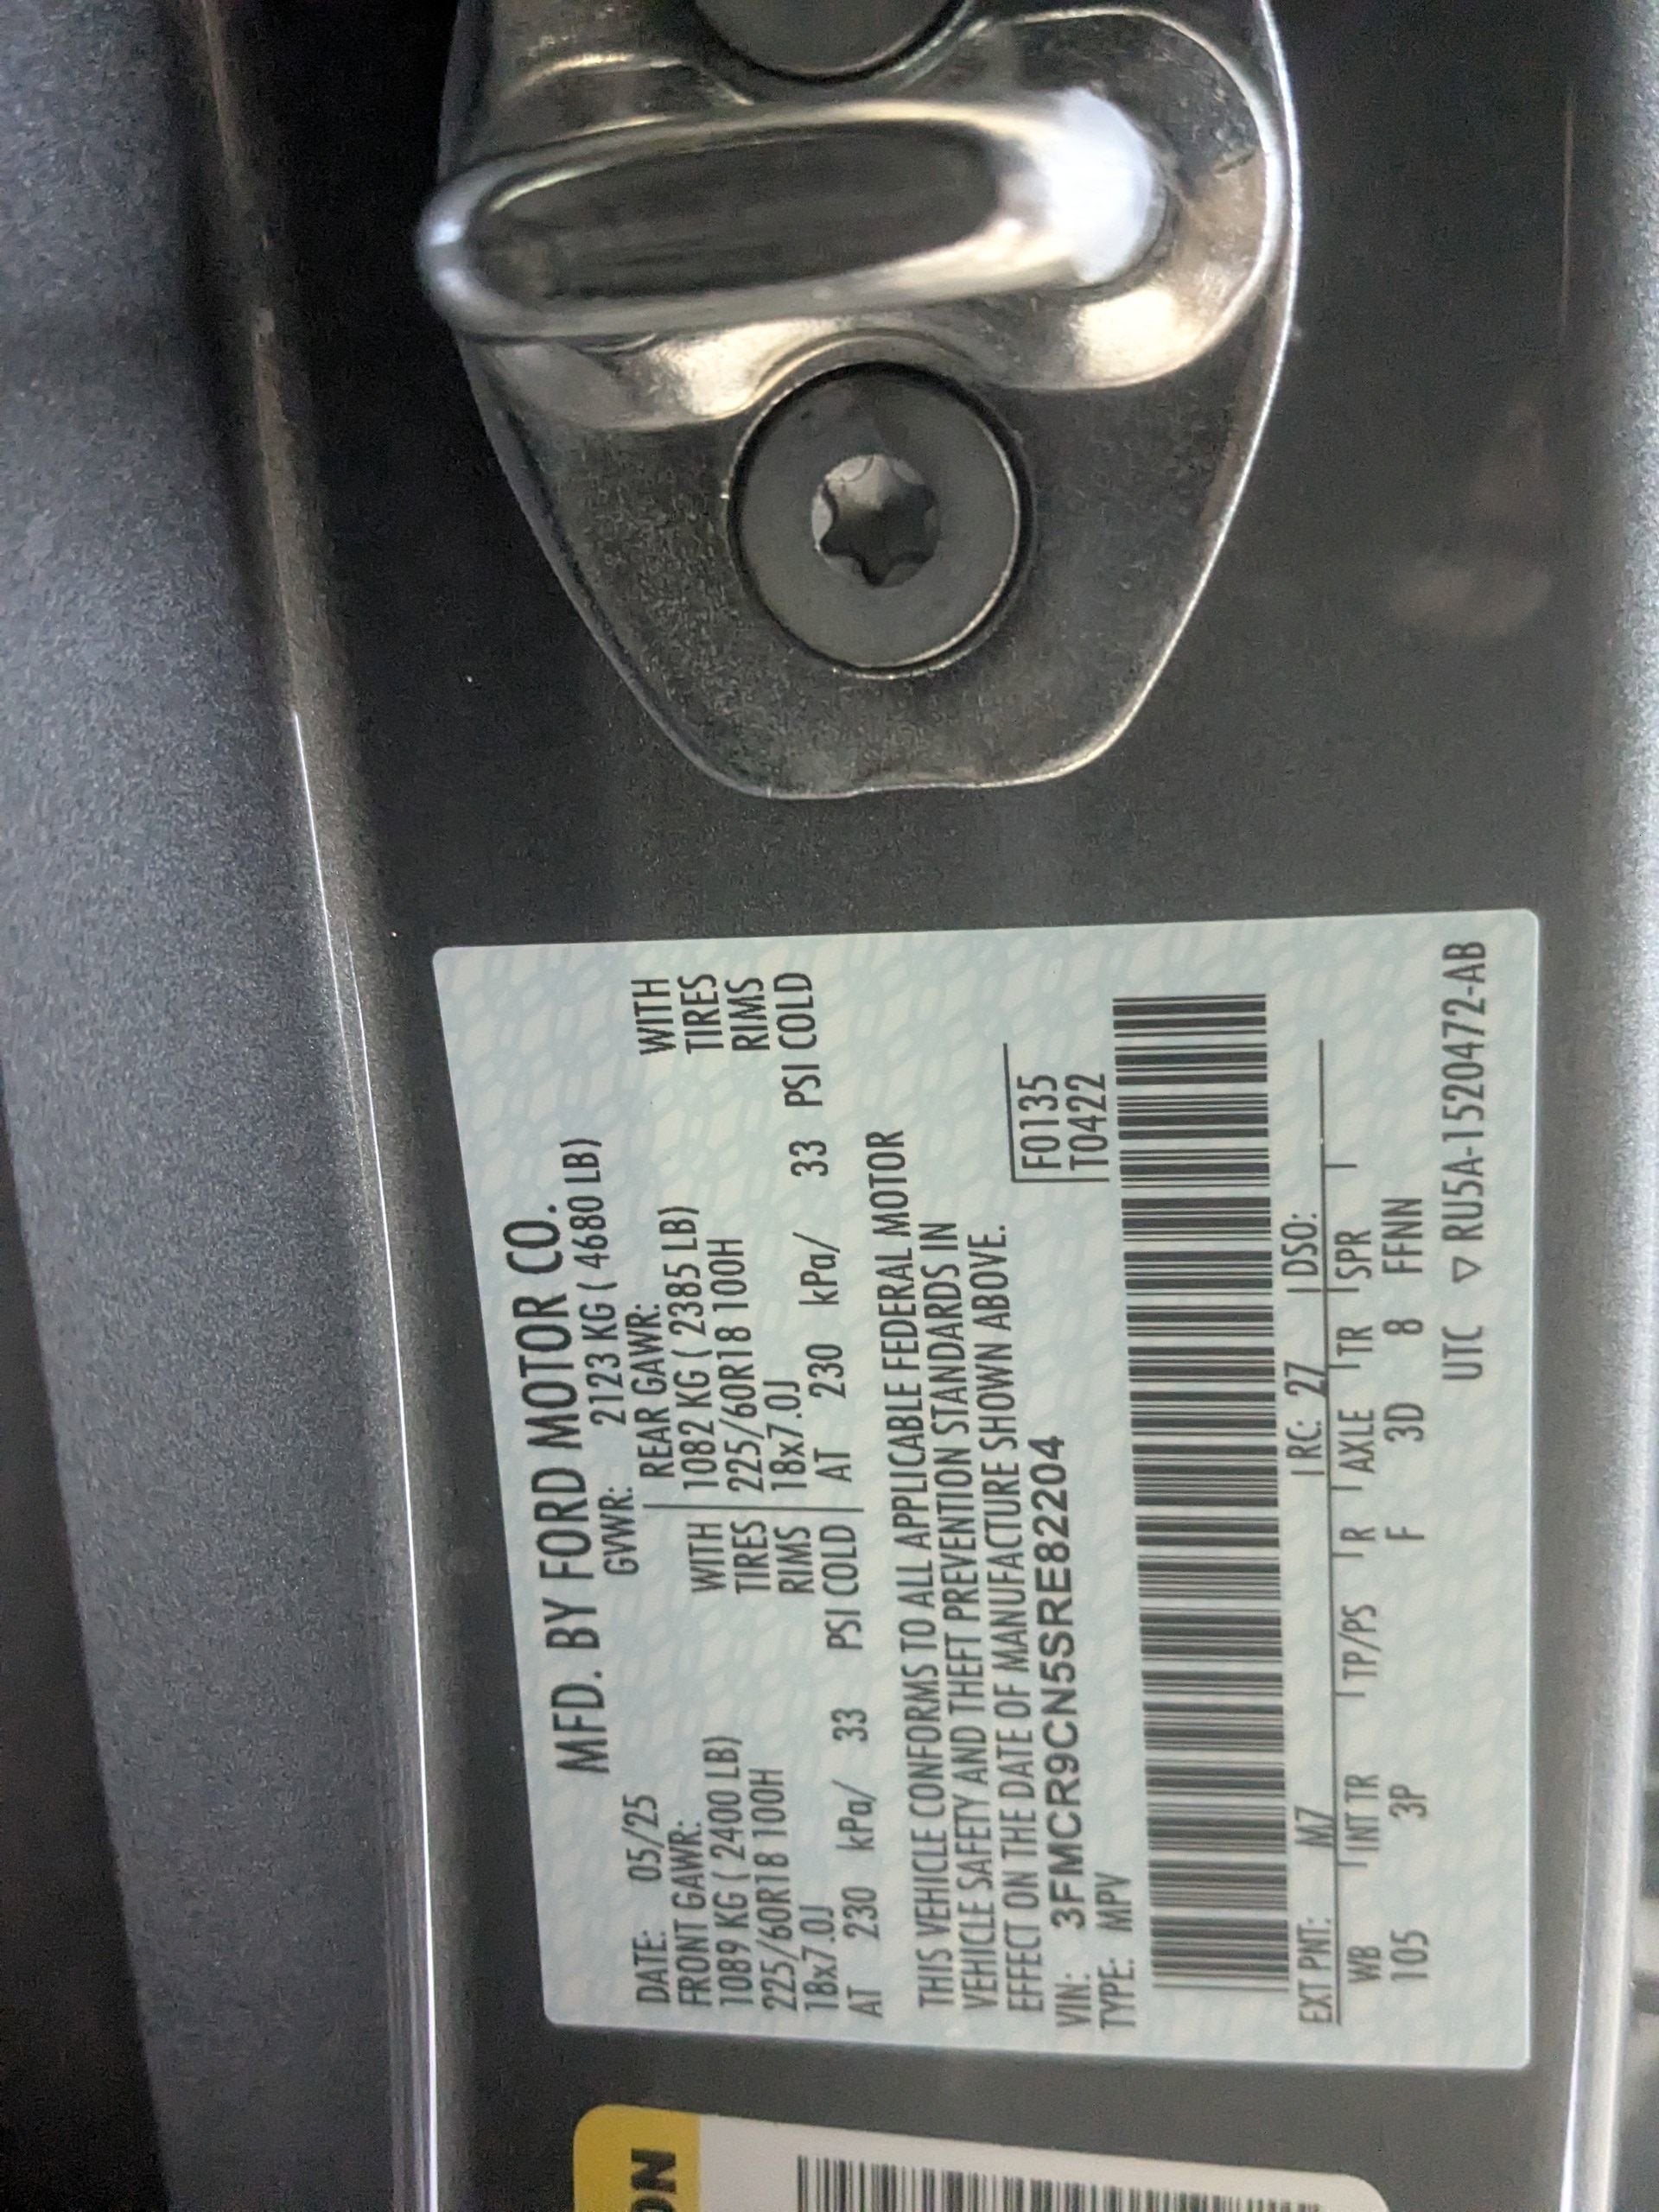 MFD. BY FORD MOTOR CO.
DATE: 05/25 GVWR: 2123 KG ( 4680 LB)
FRONT GAWR: REAR GAWR:
1089 KG ( 2400 LB) WITH 1082 KG ( 2385 LB) WITH
225/60R18 100H TIRES 225/60R18 100H TIRES
18x7.0J RIMS 18x7.0J RIMS
AT 230 kPa/ 33 PSI COLD AT 230 kPa/ 33 PSI COLD
THIS VEHICLE CONFORMS TO ALL APPLICABLE FEDERAL MOTOR
VEHICLE SAFETY AND THEFT PREVENTION STANDARDS IN
EFFECT ON THE DATE OF MANUFACTURE SHOWN ABOVE.
VIN: 3FMCR9CN5SRE82204 F0135
TYPE: MPV T0422
EXT PNT: MZ RC: 27 DSO:
WB INT TR TP/PS R AXLE TR SPR
105 3P F 3D 8 FFNN
UTC ▽ RU5A-1520472-AB